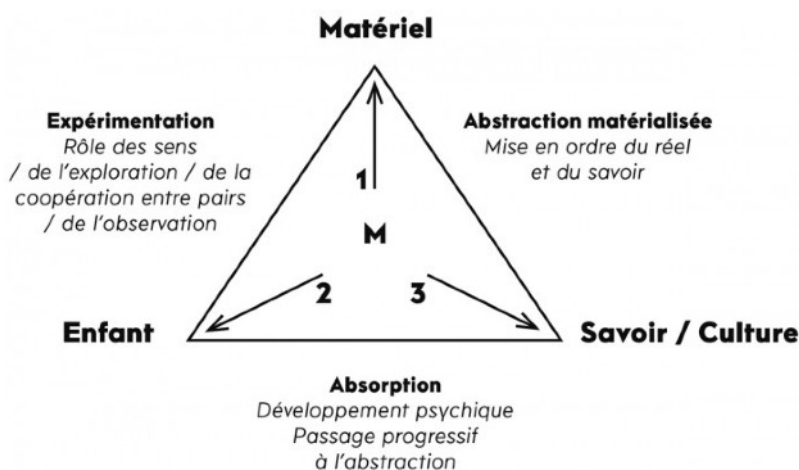 Matériel
Expérimentation
Rôle des sens
/ de l'exploration / de la
coopération entre pairs
/ de l'observation
Abstraction matérialisée
Mise en ordre du réel
et du savoir
1
M
2
3
Enfant
Savoir / Culture
Absorption
Développement psychique
Passage progressif
à l'abstraction